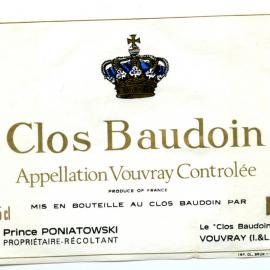 Clos Baudoin
Appellation Vouvray Controlée
PRODUCE OF FRANCE
MIS EN BOUTEILLE AU CLOS BAUDOIN PAR
Prince PONIATOWSKI
Le "Clos Baudoin
PROPRIÉTAIRE-RÉCOLTANT
VOUVRAY (I.&L